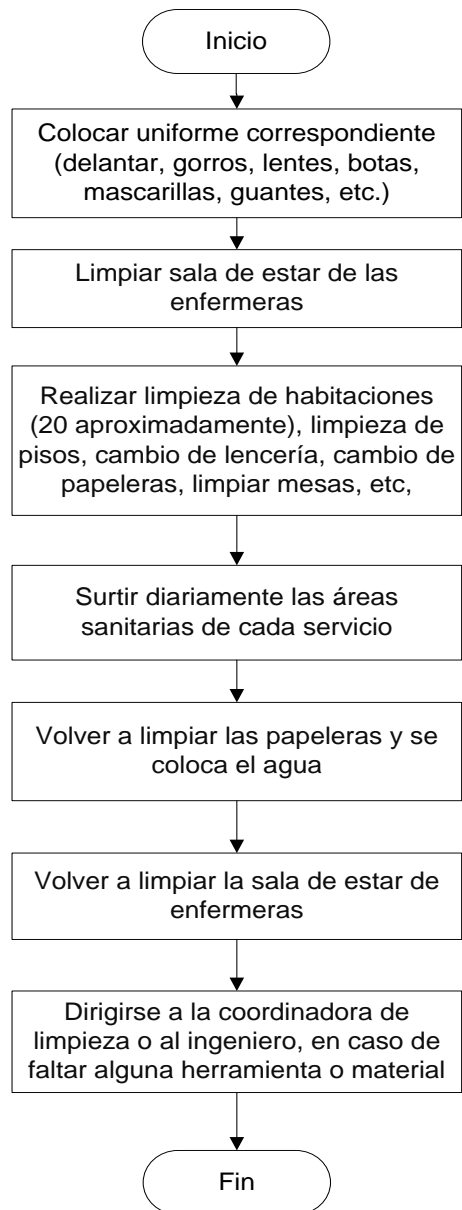 Inicio
Colocar uniforme correspondiente
(delantar, gorros, lentes, botas,
mascarillas, guantes, etc.)
Limpiar sala de estar de las
enfermeras
Realizar limpieza de habitaciones
(20 aproximadamente), limpieza de
pisos, cambio de lencería, cambio de
papeleras, limpiar mesas, etc,
Surtir diariamente las áreas
sanitarias de cada servicio
Volver a limpiar las papeleras y se
coloca el agua
Volver a limpiar la sala de estar de
enfermeras
Dirigirse a la coordinadora de
limpieza o al ingeniero, en caso de
faltar alguna herramienta o material
Fin